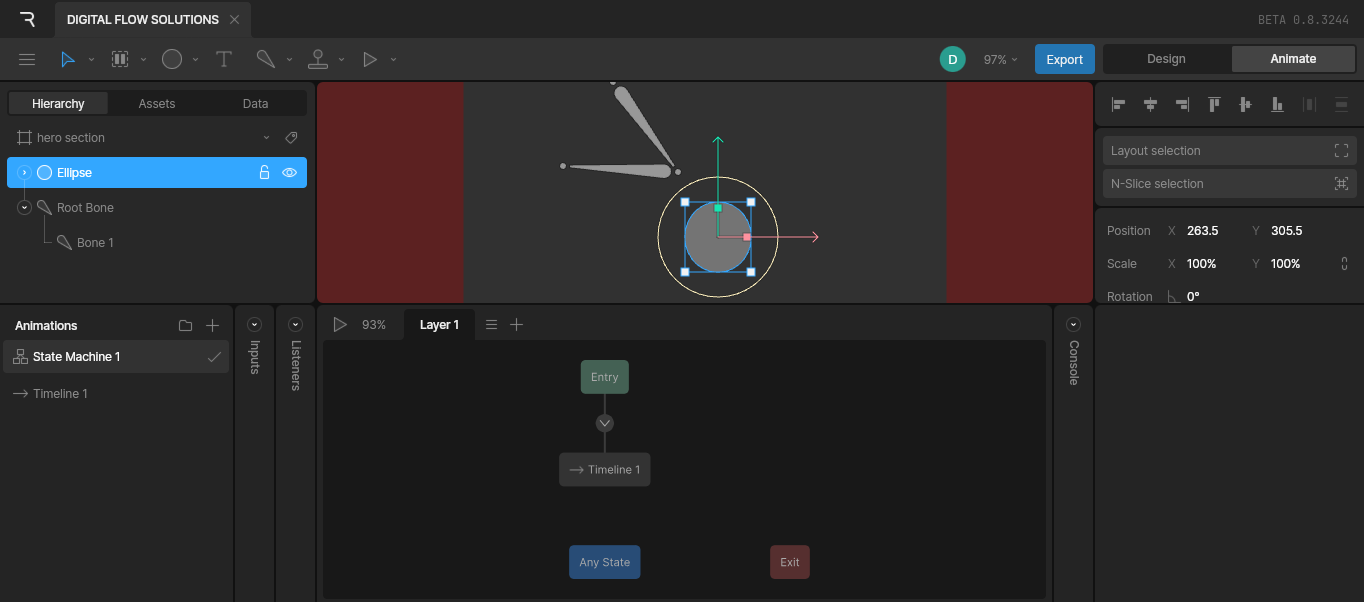 DIGITAL FLOW SOLUTIONS
BETA 0.8.3244
D
97%
Export
Design
Animate
Hierarchy
Assets
Data
hero section
Ellipse
Root Bone
Bone 1
Layout selection
N-Slice selection
Position X 263.5 Y 305.5
Scale X 100% Y 100%
Rotation 0°
Animations
State Machine 1
Timeline 1
Inputs
Listeners
93%
Layer 1
Entry
Timeline 1
Any State
Exit
Console